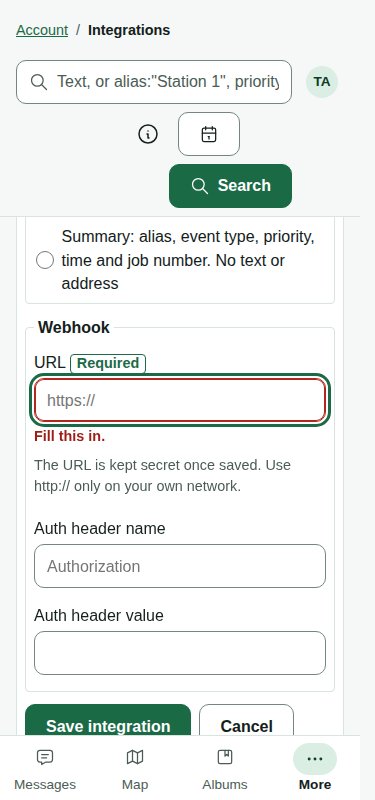 Account / Integrations
Text, or alias:"Station 1", priority
TA
Search
Summary: alias, event type, priority,
time and job number. No text or
address
Webhook
URL Required
https://
Fill this in.
The URL is kept secret once saved. Use
http:// only on your own network.
Auth header name
Authorization
Auth header value
Save integration Cancel
Messages Map Albums More